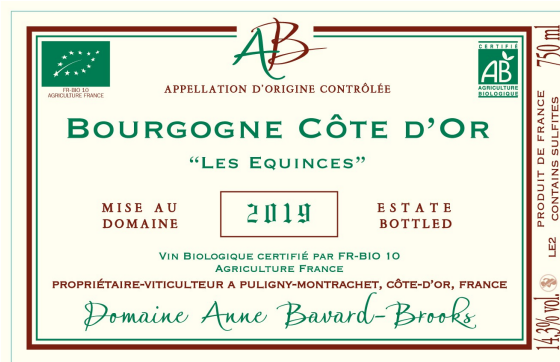 AB
FR-BIO 10
AGRICULTURE FRANCE
CERTIFIÉ
AB
AGRICULTURE
BIOLOGIQUE
APPELLATION D'ORIGINE CONTRÔLÉE
BOURGOGNE CÔTE D'OR
"LES EQUINCES"
MISE AU
DOMAINE
2019
ESTATE
BOTTLED
VIN BIOLOGIQUE CERTIFIÉ PAR FR-BIO 10
AGRICULTURE FRANCE
PROPRIÉTAIRE-VITICULTEUR A PULIGNY-MONTRACHET, CÔTE-D'OR, FRANCE
Domaine Anne Bavard-Brooks
750 ml
PRODUIT DE FRANCE
CONTAINS SULFITES
LE2
14,3% vol.